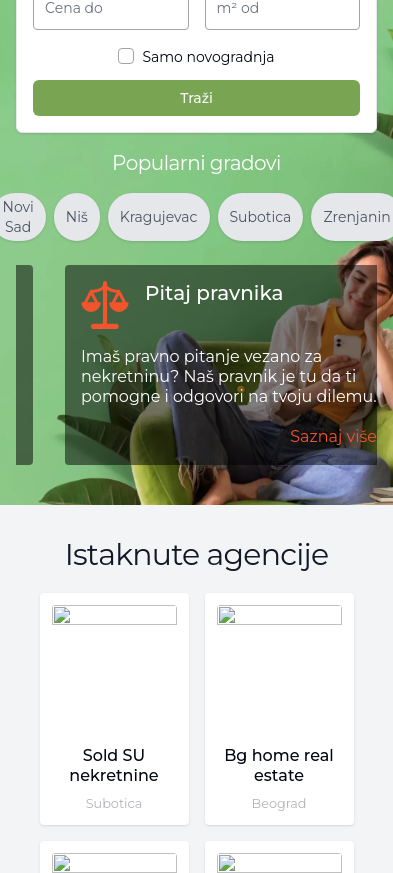 Cena do
m² od
Samo novogradnja
Traži
Popularni gradovi
Novi
Sad
Niš
Kragujevac
Subotica
Zrenjanin
Pitaj pravnika
Imaš pravno pitanje vezano za
nekretninu? Naš pravnik je tu da ti
pomogne i odgovori na tvoju dilemu.
Saznaj više
Istaknute agencije
Sold SU
nekretnine
Subotica
Bg home real
estate
Beograd